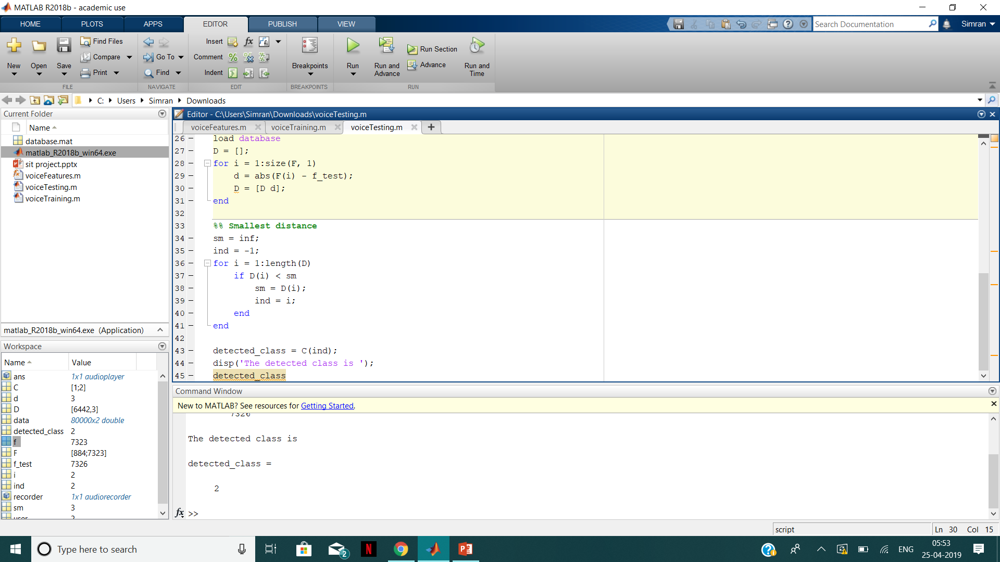 MATLAB R2018b - academic use
HOME PLOTS APPS EDITOR PUBLISH VIEW
Search Documentation
Simran
New Open Save
Find Files
Compare
Print
FILE
Go To
Find
NAVIGATE
Insert fx fi
Comment % % %
Indent
EDIT
Breakpoints
BREAKPOINTS
Run
Run and Advance
Run Section
Advance
Run and Time
RUN
C: Users Simran Downloads
Current Folder
Name
database.mat
matlab_R2018b_win64.exe
sit project.pptx
voiceFeatures.m
voiceTesting.m
voiceTraining.m
matlab_R2018b_win64.exe (Application)
Workspace
Name Value
ans 1x1 audioplayer
C [1;2]
d 3
D [6442,3]
data 80000x2 double
detected_class 2
f 7323
F [884;7323]
f_test 7326
i 2
ind 2
recorder 1x1 audiorecorder
sm 3
user 2
Editor - C:\Users\Simran\Downloads\voiceTesting.m
voiceFeatures.m voiceTraining.m voiceTesting.m +
26 – load database
27 – D = [];
28 – for i = 1:size(F, 1)
29 – d = abs(F(i) - f_test);
30 – D = [D d];
31 – end
32
33 %% Smallest distance
34 – sm = inf;
35 – ind = -1;
36 – for i = 1:length(D)
37 – if D(i) < sm
38 – sm = D(i);
39 – ind = i;
40 – end
41 – end
42
43 – detected_class = C(ind);
44 – disp('The detected class is ');
45 – detected_class
Command Window
New to MATLAB? See resources for Getting Started.
7326
The detected class is
detected_class =
2
fx >>
script
Ln 30 Col 15
Type here to search
2
N
P
ENG
05:53
25-04-2019